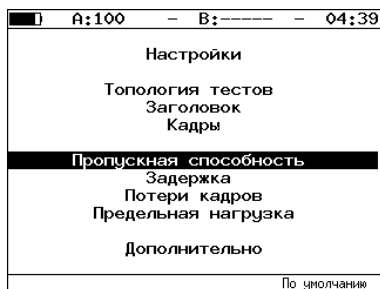 A:100 – B:----- – 04:39
Настройки
Топология тестов
Заголовок
Кадры
Пропускная способность
Задержка
Потери кадров
Предельная нагрузка
Дополнительно
По умолчанию